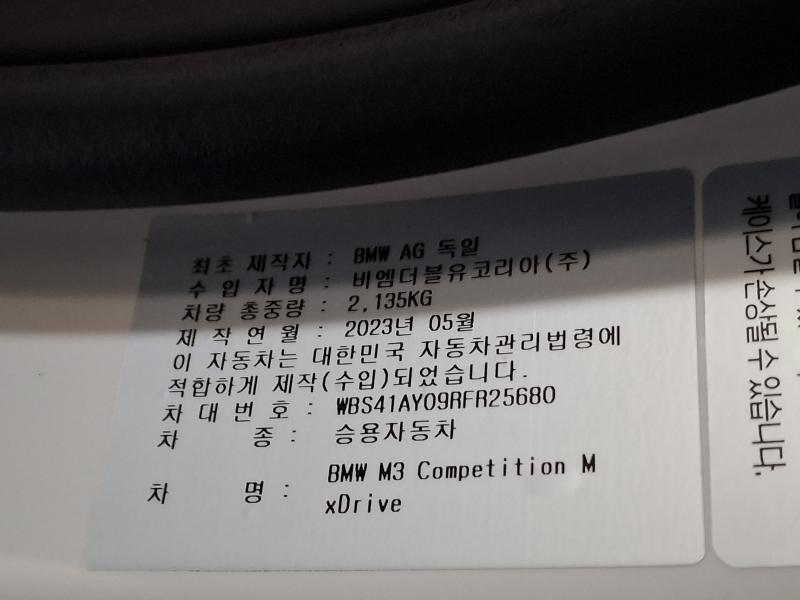 최초 제작자 : BMW AG 독일
수 입 자 명 : 비엠더블유코리아(주)
차량 총중량 : 2,135KG
제 작 연 월 : 2023년 05월
이 자동차는 대한민국 자동차관리법령에
적합하게 제작(수입)되었습니다.
차 대 번 호 : WBS41AY09RFR25680
차 종 : 승용자동차
차 명 : BMW M3 Competition M
xDrive
케이스가 손상될 수 있습니다.